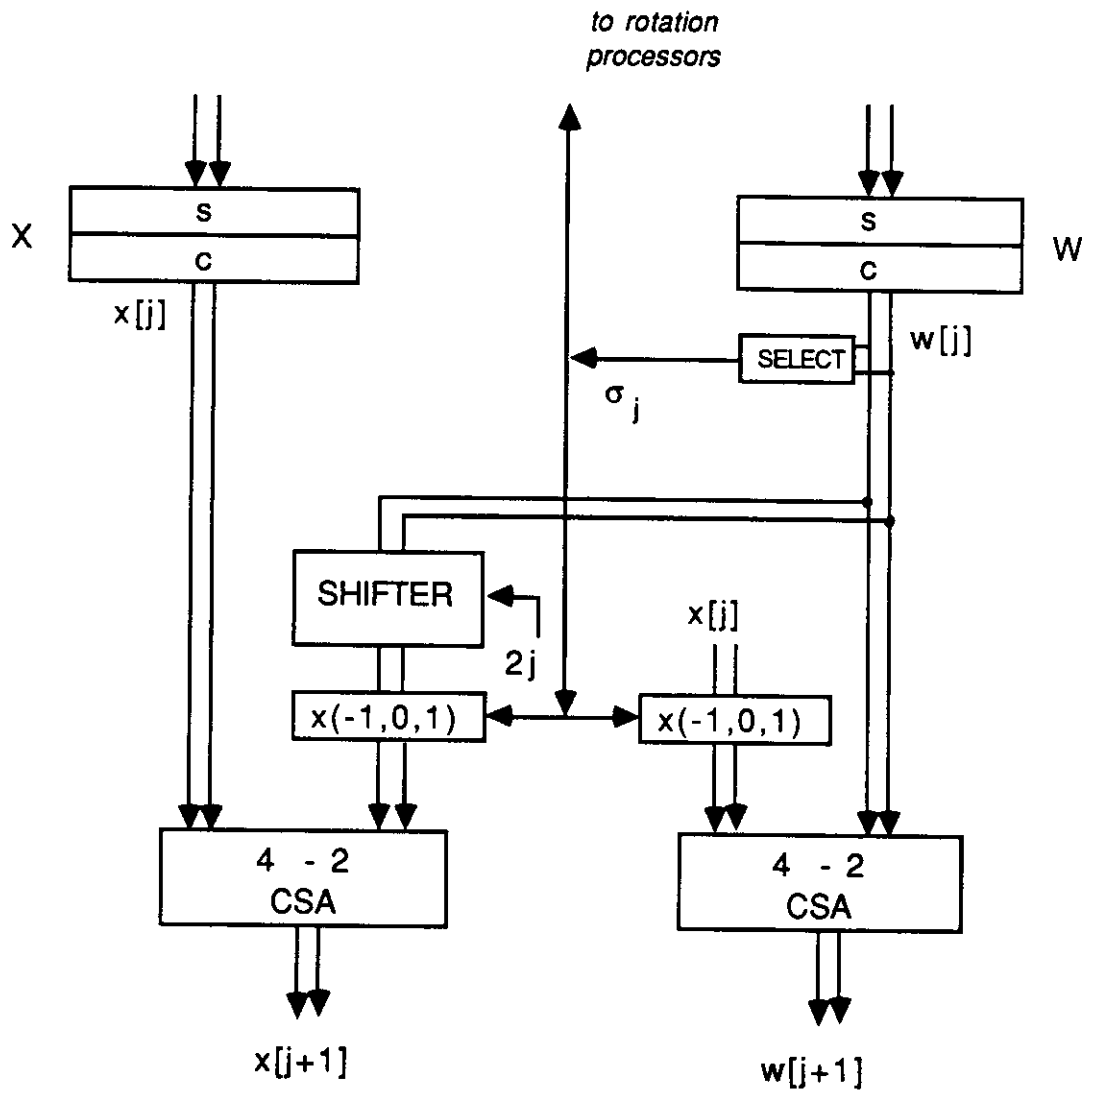 to rotation
processors
X
S
C
x[j]
S
C
W
w[j]
SELECT
σ j
SHIFTER
2j
x[j]
x(-1,0,1)
x(-1,0,1)
4 - 2
CSA
4 - 2
CSA
x[j+1]
w[j+1]